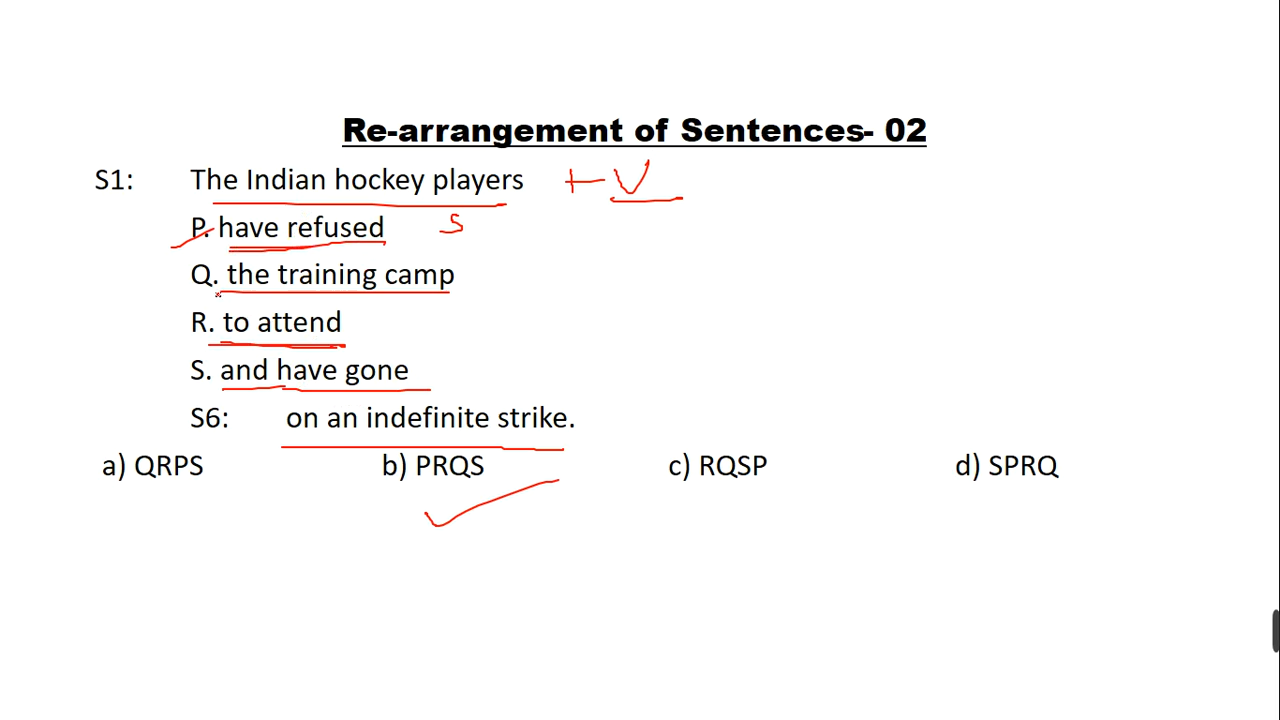 Re-arrangement of Sentences- 02
S1: The Indian hockey players + V
P. have refused S
Q. the training camp
R. to attend
S. and have gone
S6: on an indefinite strike.
a) QRPS b) PRQS c) RQSP d) SPRQ